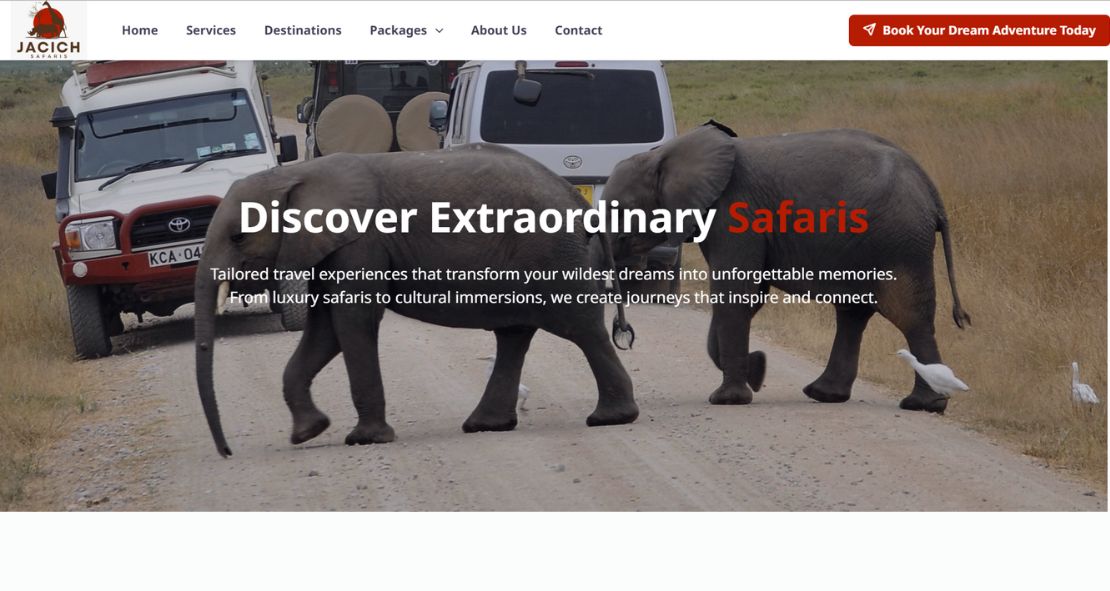 JACICH
SAFARIS
Home
Services
Destinations
Packages
About Us
Contact
Book Your Dream Adventure Today
Discover Extraordinary Safaris
Tailored travel experiences that transform your wildest dreams into unforgettable memories.
From luxury safaris to cultural immersions, we create journeys that inspire and connect.